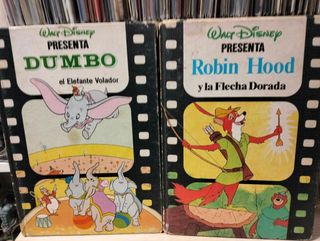 WALT DISNEY
PRESENTA
DUMBO
el Elefante Volador
WALT DISNEY
PRESENTA
Robin Hood
y la Flecha Dorada